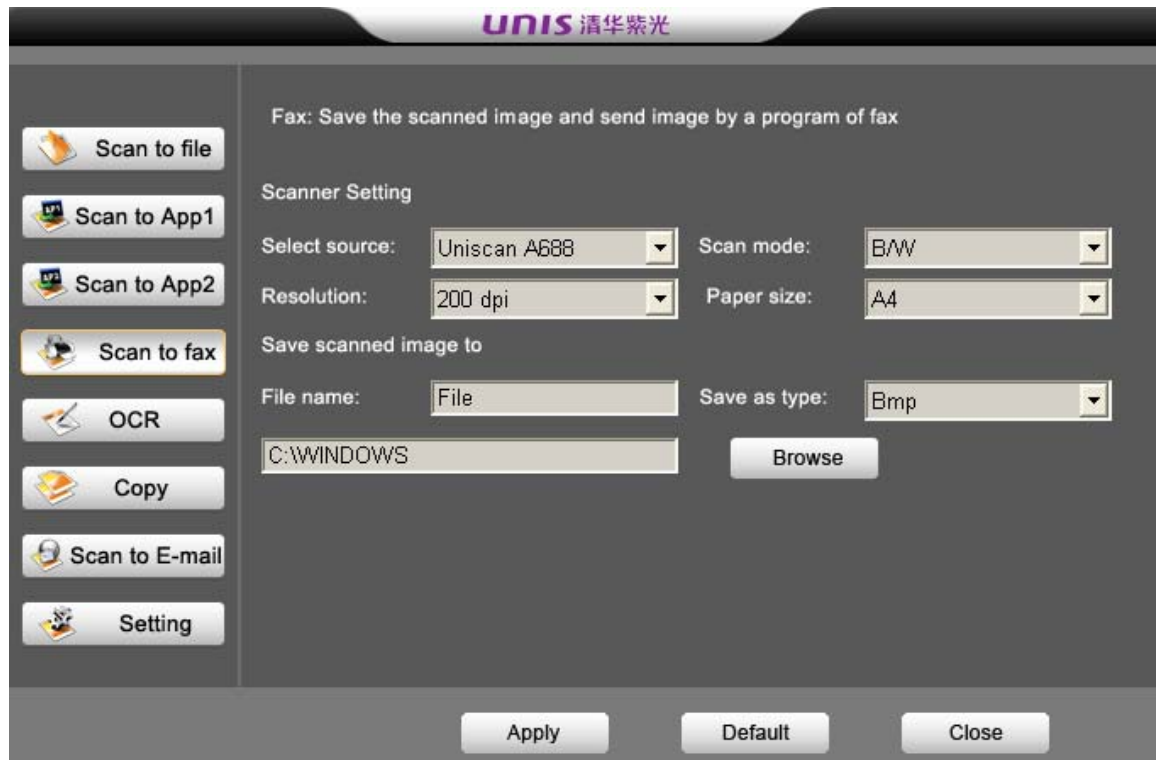 UNIS 清华紫光
Fax: Save the scanned image and send image by a program of fax
Scan to file
Scan to App1
Scan to App2
Scan to fax
OCR
Copy
Scan to E-mail
Setting
Scanner Setting
Select source: Uniscan A688 Scan mode: B/W
Resolution: 200 dpi Paper size: A4
Save scanned image to
File name: File Save as type: Bmp
C:\WINDOWS Browse
Apply Default Close